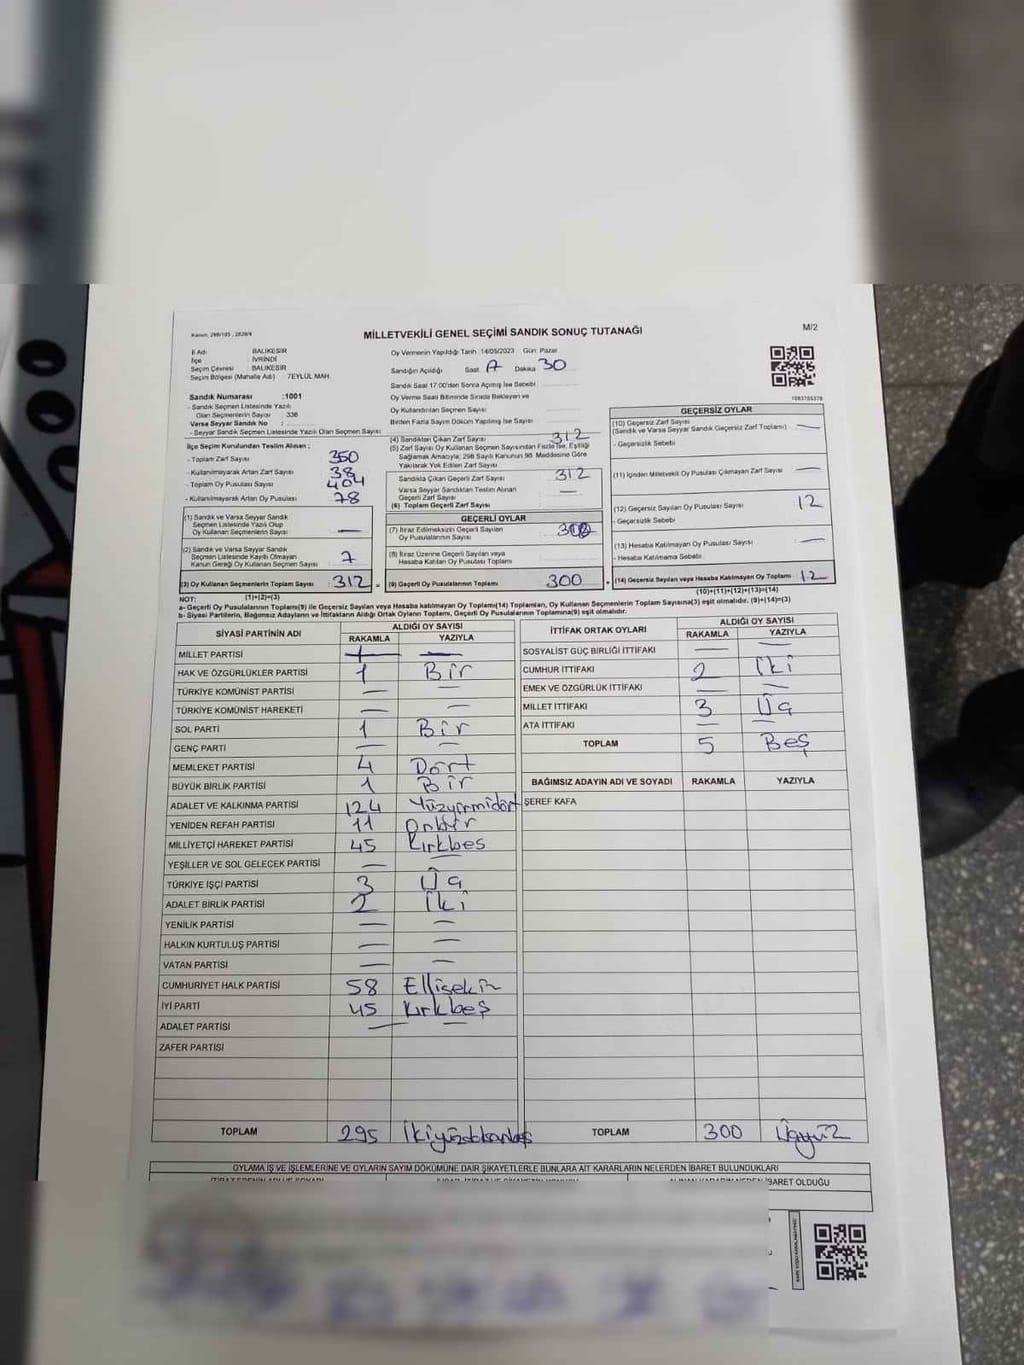 Kanun, 298/105 , 2820/4
MİLLETVEKİLİ GENEL SEÇİMİ SANDIK SONUÇ TUTANAĞI
M/2
İl Adı BALIKESİR
İlçe İVRİNDİ
Seçim Çevresi BALIKESİR
Seçim Bölgesi (Mahalle Adı) 7EYLÜL MAH.
Oy Vermenin Yapıldığı Tarih 14/05/2023 Gün Pazar
Sandığın Açıldığı Saat Dakika 30
Sandık Saat 17:00'den Sonra Açılmış İse Sebebi
Oy Verme Saati Bitiminde Sırada Bekleyen ve
Oy Kullandırılan Seçmen Sayısı
Birden Fazla Sayım Döküm Yapılmış İse Sayısı
Sandık Numarası :1001
- Sandık Seçmen Listesinde Yazılı
Olan Seçmenlerin Sayısı : 336
Varsa Seyyar Sandık No :
- Seyyar Sandık Seçmen Listesinde Yazılı Olan Seçmen Sayısı
İlçe Seçim Kurulundan Teslim Alınan ;
- Toplam Zarf Sayısı 350
- Kullanılmayarak Artan Zarf Sayısı 38
- Toplam Oy Pusulası Sayısı 404
- Kullanılmayarak Artan Oy Pusulası 78
(1) Sandık ve Varsa Seyyar Sandık
Seçmen Listesinde Yazılı Olup
Oy Kullanan Seçmenlerin Sayısı —
(2) Sandık ve Varsa Seyyar Sandık
Seçmen Listesinde Kayıtlı Olmayan
Kanun Gereği Oy Kullanan Seçmen Sayısı 7
(3) Oy Kullanan Seçmenlerin Toplam Sayısı : 312
(1)+(2)=(3)
(4) Sandıktan Çıkan Zarf Sayısı 312
(5) Zarf Sayısı Oy Kullanan Seçmen Sayısından Fazla İse, Eşitliği
Sağlamak Amacıyla; 298 Sayılı Kanunun 98. Maddesine Göre
Yakılarak Yok Edilen Zarf Sayısı
Sandıkta Çıkan Geçerli Zarf Sayısı 312
Varsa Seyyar Sandıktan Teslim Alınan
Geçerli Zarf Sayısı —
(6) Toplam Geçerli Zarf Sayısı
GEÇERLİ OYLAR
(7) İtiraz Edilmeksizin Geçerli Sayılan
Oy Pusulalarının Sayısı
(8) İtiraz Üzerine Geçerli Sayılan veya
Hesaba Katılan Oy Pusulası Toplamı
(9) Geçerli Oy Pusulalarının Toplamı 300
1083755378
GEÇERSİZ OYLAR
(10) Geçersiz Zarf Sayısı
(Sandık ve Varsa Seyyar Sandık Geçersiz Zarf Toplamı) —
- Geçersizlik Sebebi
(11) İçinden Milletvekili Oy Pusulası Çıkmayan Zarf Sayısı —
(12) Geçersiz Sayılan Oy Pusulası Sayısı 12
- Geçersizlik Sebebi
(13) Hesaba Katılmayan Oy Pusulası Sayısı —
- Hesaba Katılmama Sebebi
(14) Geçersiz Sayılan veya Hesaba Katılmayan Oy Toplamı 12
(10)+(11)+(12)+(13)=(14)
NOT:
a- Geçerli Oy Pusulalarının Toplamı(9) ile Geçersiz Sayılan veya Hesaba katılmayan Oy Toplamı(14) Toplamları, Oy Kullanan Seçmenlerin Toplam Sayısına(3) eşit olmalıdır. (9)+(14)=(3)
b- Siyasi Partilerin, Bağımsız Adayların ve İttifakların Aldığı Ortak Oyların Toplamı, Geçerli Oy Pusulalarının Toplamına(9) eşit olmalıdır.
SİYASİ PARTİNİN ADI ALDIĞI OY SAYISI
RAKAMLA YAZIYLA
MİLLET PARTİSİ —
HAK VE ÖZGÜRLÜKLER PARTİSİ 1 Bir
TÜRKİYE KOMÜNİST PARTİSİ — —
TÜRKİYE KOMÜNİST HAREKETİ — —
SOL PARTİ 1 Bir
GENÇ PARTİ — —
MEMLEKET PARTİSİ 4 Dört
BÜYÜK BİRLİK PARTİSİ 1 Bir
ADALET VE KALKINMA PARTİSİ 124 Yüzyirmidört
YENİDEN REFAH PARTİSİ 11 Onbir
MİLLİYETÇİ HAREKET PARTİSİ 45 Kırkbes
YEŞİLLER VE SOL GELECEK PARTİSİ — —
TÜRKİYE İŞÇİ PARTİSİ 3 Üç
ADALET BİRLİK PARTİSİ 2 İki
YENİLİK PARTİSİ — —
HALKIN KURTULUŞ PARTİSİ — —
VATAN PARTİSİ — —
CUMHURİYET HALK PARTİSİ 58 Ellisekiz
İYİ PARTİ 45 Kırkbeş
ADALET PARTİSİ — —
ZAFER PARTİSİ
TOPLAM 295
İTTİFAK ORTAK OYLARI ALDIĞI OY SAYISI
RAKAMLA YAZIYLA
SOSYALİST GÜÇ BİRLİĞİ İTTİFAKI — —
CUMHUR İTTİFAKI 2 İki
EMEK VE ÖZGÜRLÜK İTTİFAKI — —
MİLLET İTTİFAKI 3 Üç
ATA İTTİFAKI — —
TOPLAM 5 Beş
BAĞIMSIZ ADAYIN ADI VE SOYADI RAKAMLA YAZIYLA
ŞEREF KAFA
TOPLAM 300 Üçyüz
OYLAMA İŞ VE İŞLEMLERİNE VE OYLARIN SAYIM DÖKÜMÜNE DAİR ŞİKAYETLERLE BUNLARA AİT KARARLARIN NELERDEN İBARET BULUNDUKLARI
İBARET OLDUĞU